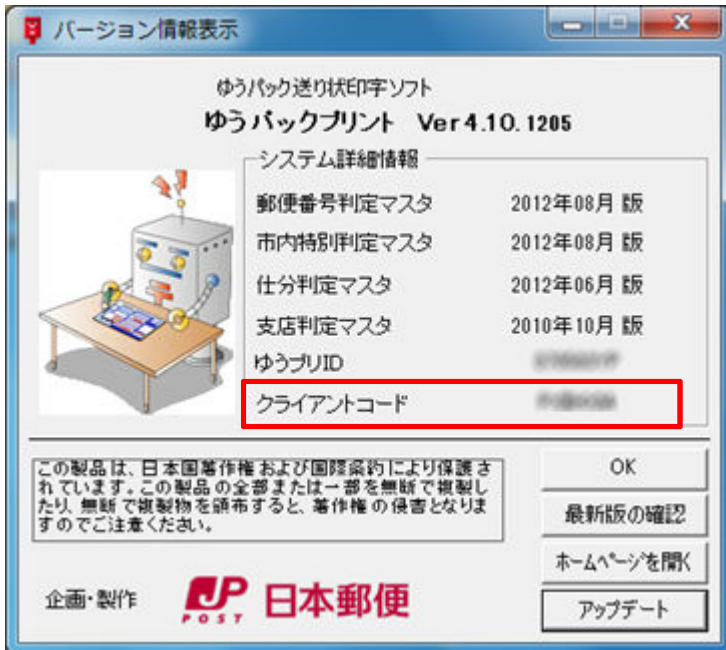 バージョン情報表示
ゆうパック送り状印字ソフト
ゆうパックプリント Ver4.10.1205
システム詳細情報
郵便番号判定マスタ 2012年08月 版
市内特別判定マスタ 2012年08月 版
仕分判定マスタ 2012年06月 版
支店判定マスタ 2010年10月 版
ゆうプリID
クライアントコード
この製品は、日本国著作権および国際条約により保護さ
れています。この製品の全部または一部を無断で複製し
たり、無断で複製物を頒布すると、著作権の侵害となりま
すのでご注意ください。
OK
最新版の確認
ホームページを開く
アップデート
企画・製作 JP POST 日本郵便